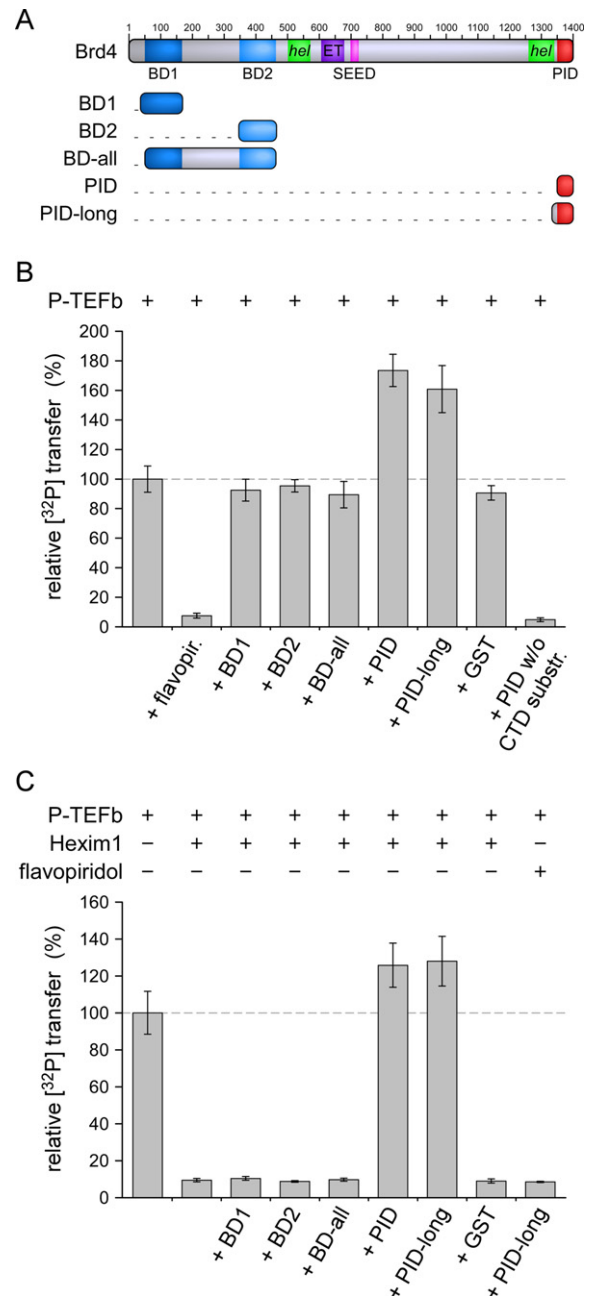 A
1 100 200 300 400 500 600 700 800 900 1000 1100 1200 1300 1400
Brd4 hel ET hel
BD1 BD2 SEED PID
BD1
BD2
BD-all
PID
PID-long
B
P-TEFb + + + + + + + + +
relative [³²P] transfer (%)
200
180
160
140
120
100
80
60
40
20
0
+ flavopir.
+ BD1
+ BD2
+ BD-all
+ PID
+ PID-long
+ GST
+ PID w/o
CTD substr.
C
P-TEFb + + + + + + + + +
Hexim1 – + + + + + + + –
flavopiridol – – – – – – – – +
relative [³²P] transfer (%)
160
140
120
100
80
60
40
20
0
+ BD1
+ BD2
+ BD-all
+ PID
+ PID-long
+ GST
+ PID-long